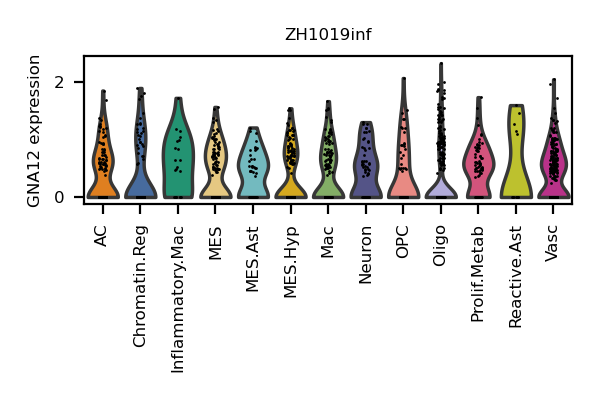 ZH1019inf
GNA12 expression
2
0
AC
Chromatin.Reg
Inflammatory.Mac
MES
MES.Ast
MES.Hyp
Mac
Neuron
OPC
Oligo
Prolif.Metab
Reactive.Ast
Vasc